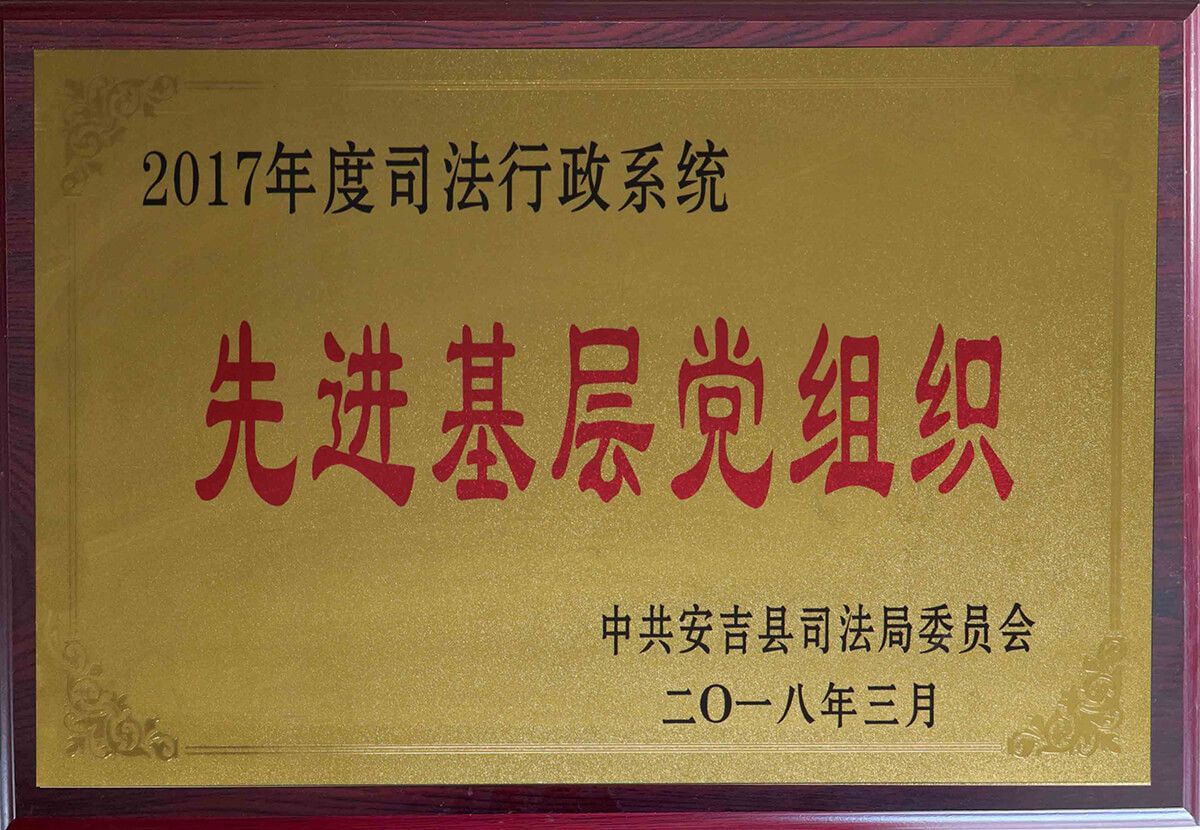 2017年度司法行政系统
先进基层党组织
中共安吉县司法局委员会
二〇一八年三月